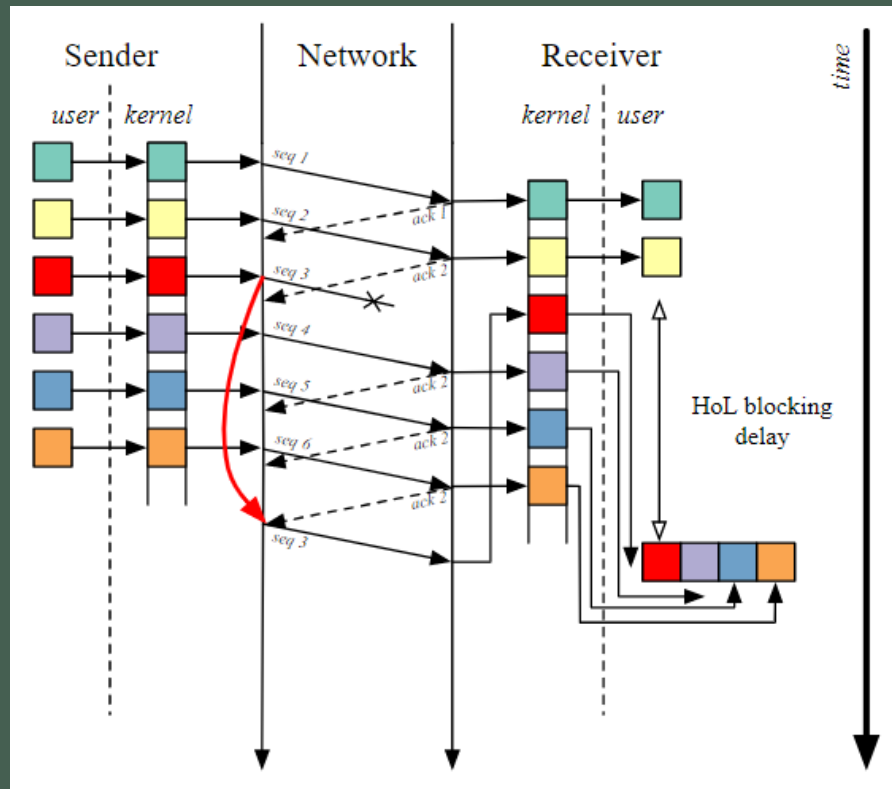 Sender
Network
Receiver
time
user
kernel
kernel
user
seq 1
ack 1
seq 2
ack 2
seq 3
seq 4
ack 2
seq 5
ack 2
seq 6
ack 2
seq 3
HoL blocking
delay